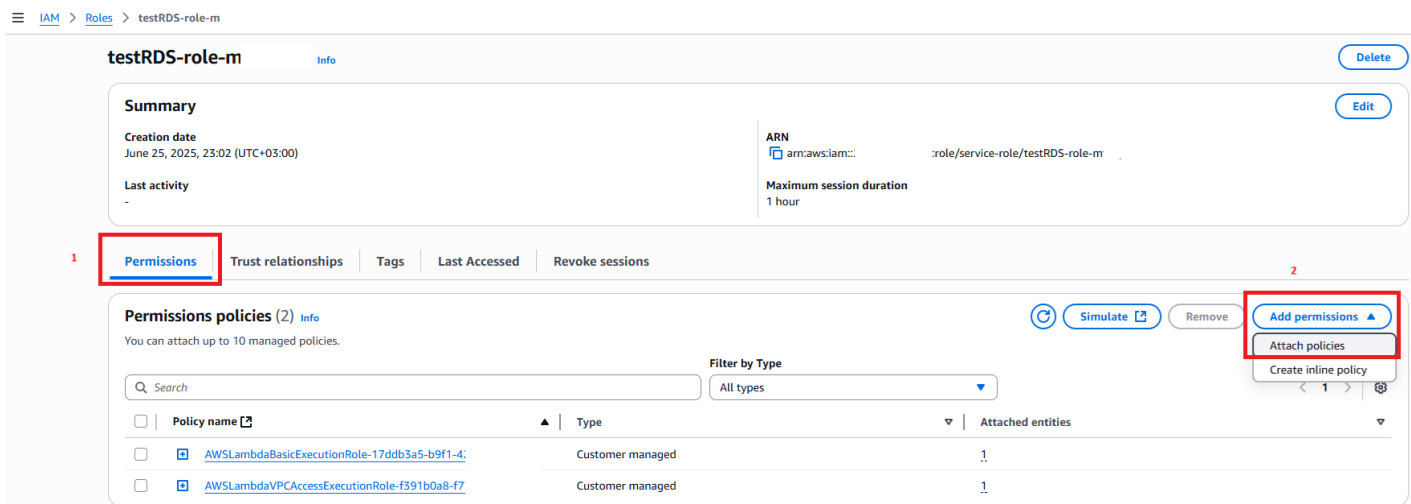 IAM > Roles > testRDS-role-m
testRDS-role-m Info
Delete
Summary
Edit
Creation date
June 25, 2025, 23:02 (UTC+03:00)
ARN
arn:aws:iam:: :role/service-role/testRDS-role-m
Last activity
-
Maximum session duration
1 hour
1
Permissions
Trust relationships
Tags
Last Accessed
Revoke sessions
2
Permissions policies (2) Info
Simulate
Remove
Add permissions
You can attach up to 10 managed policies.
Attach policies
Create inline policy
Filter by Type
Search
All types
< 1 >
Policy name
Type
Attached entities
AWSLambdaBasicExecutionRole-17ddb3a5-b9f1-42
Customer managed
1
AWSLambdaVPCAccessExecutionRole-f391b0a8-f7
Customer managed
1